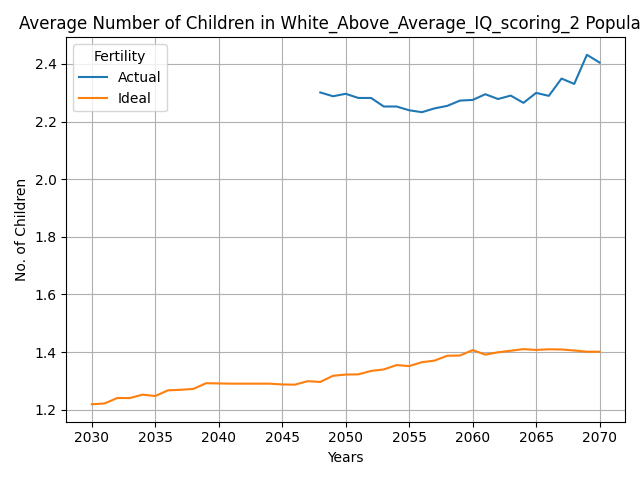 Average Number of Children in White_Above_Average_IQ_scoring_2 Popula
Fertility
Actual
Ideal
No. of Children
2.4
2.2
2.0
1.8
1.6
1.4
1.2
2030 2035 2040 2045 2050 2055 2060 2065 2070
Years